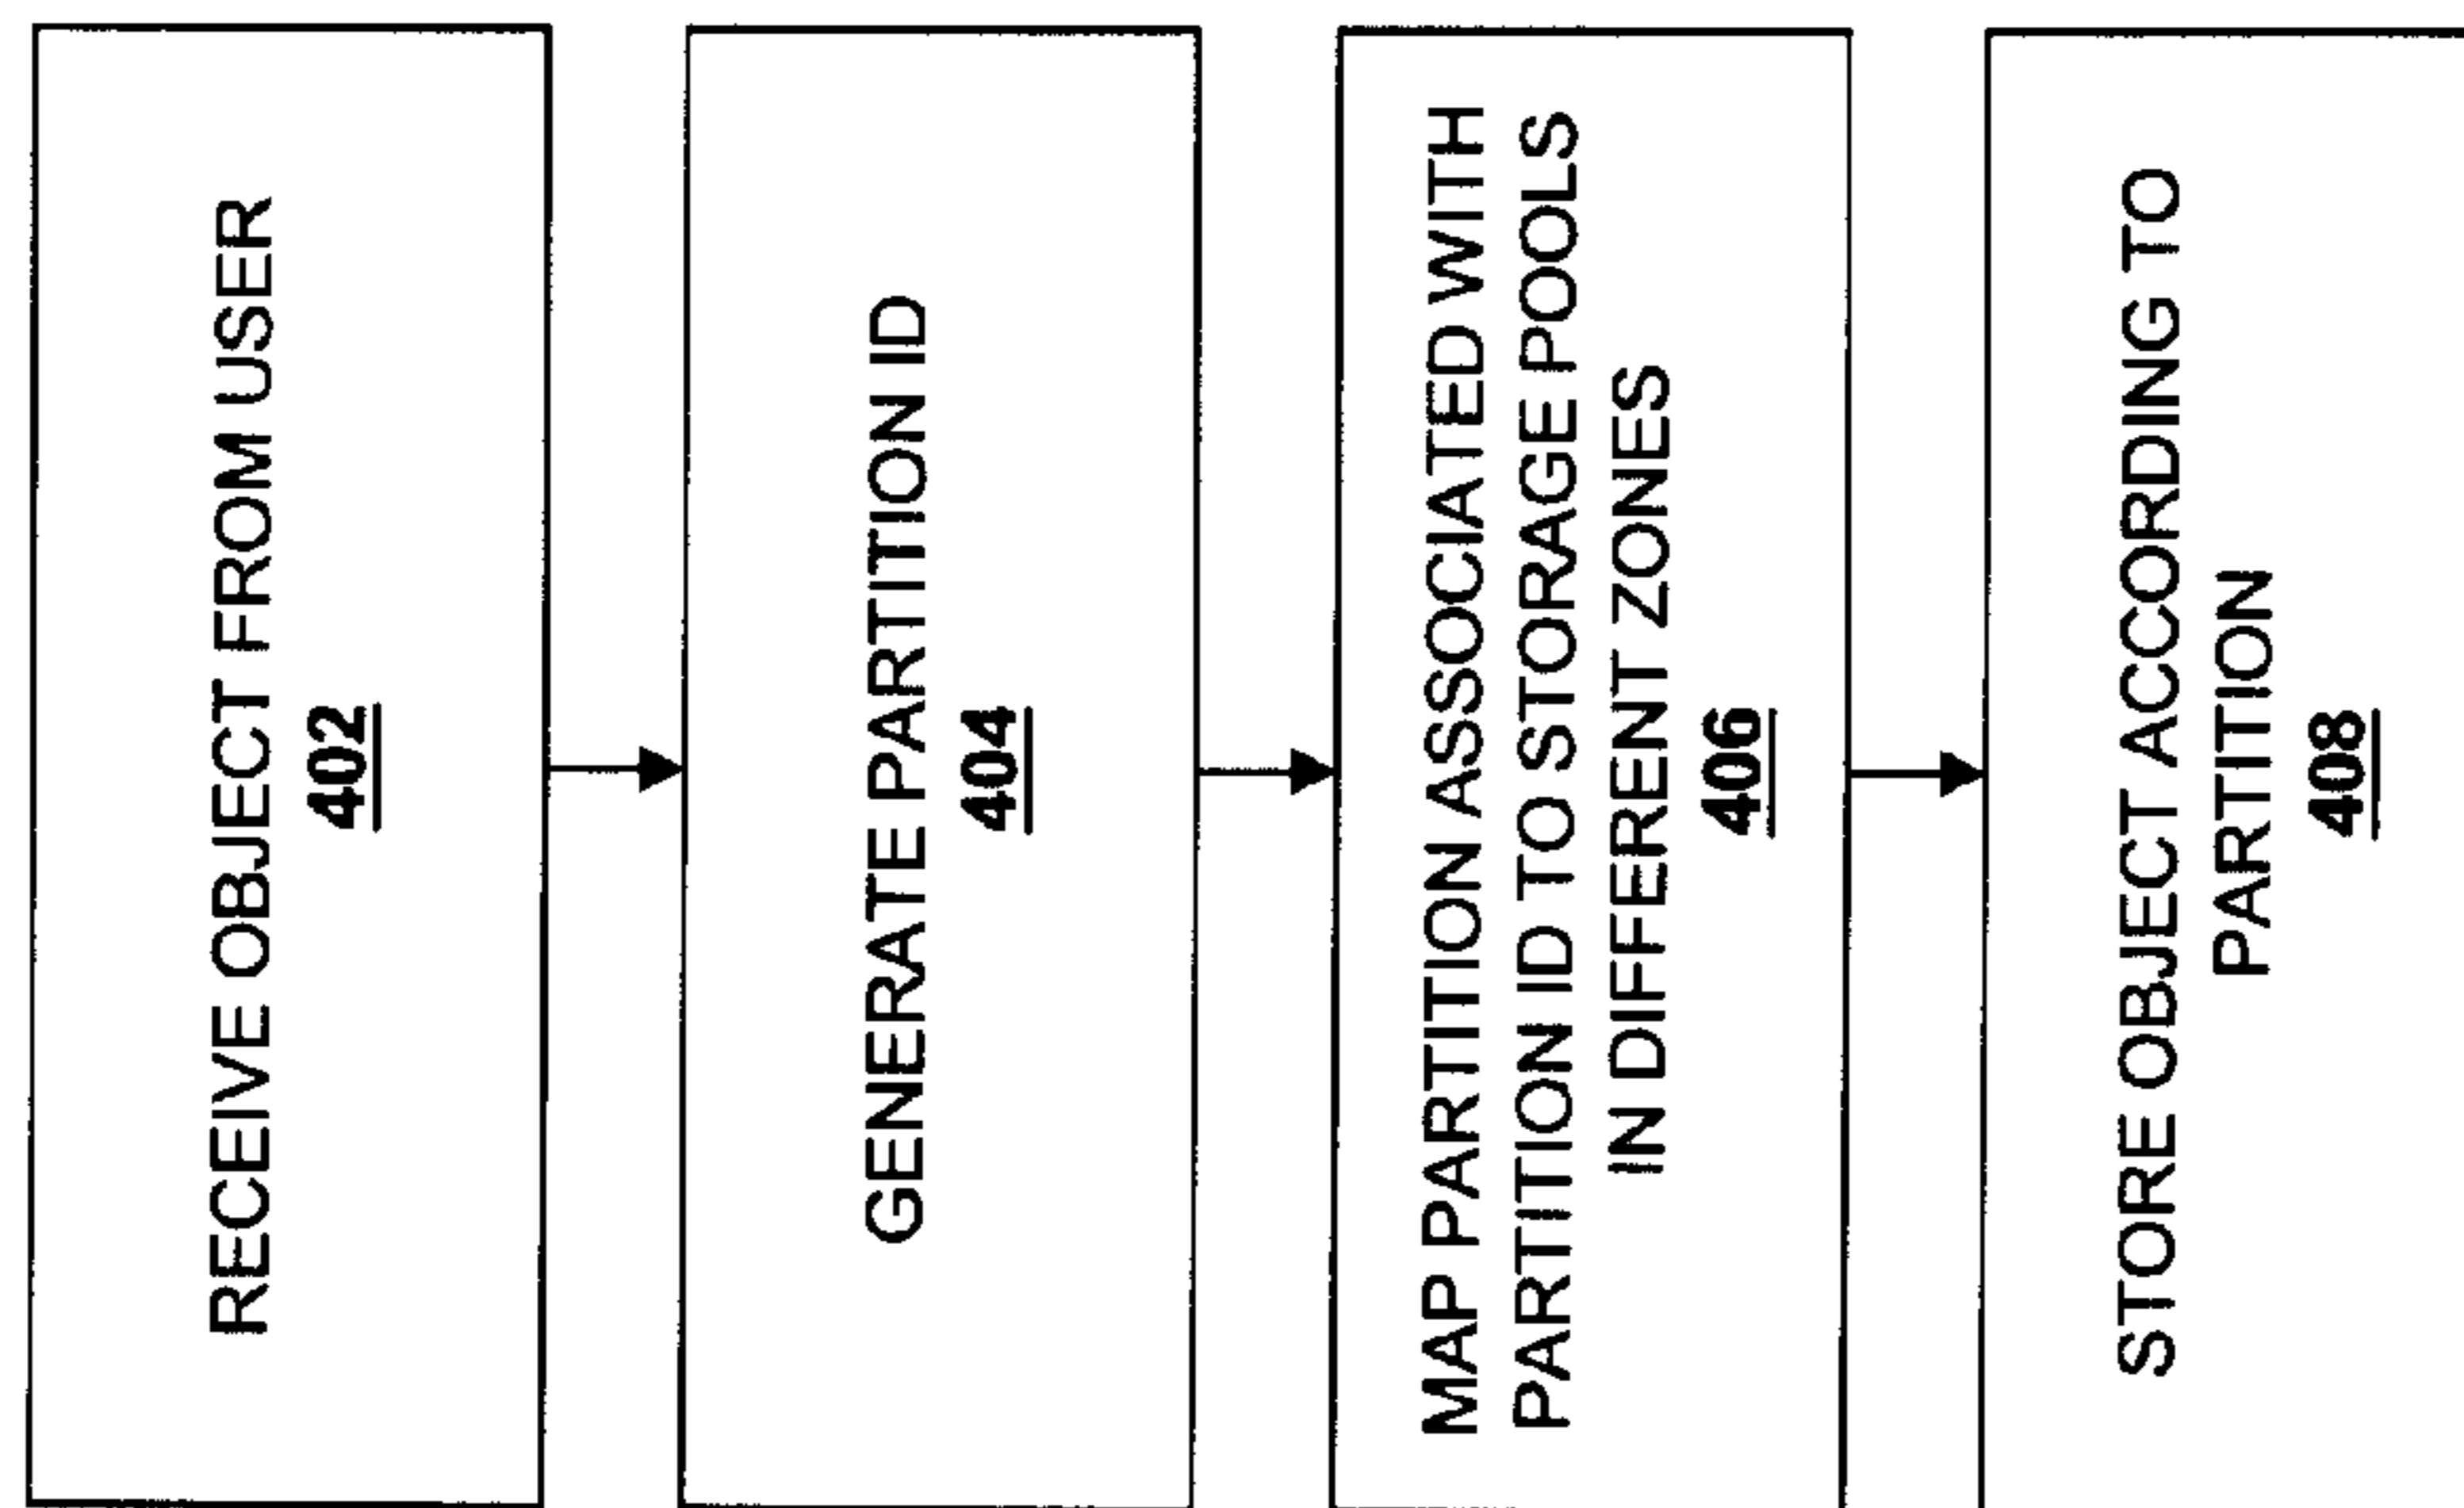 RECEIVE OBJECT FROM USER
402
GENERATE PARTITION ID
404
MAP PARTITION ASSOCIATED WITH
PARTITION ID TO STORAGE POOLS
IN DIFFERENT ZONES
406
STORE OBJECT ACCORDING TO
PARTITION
408